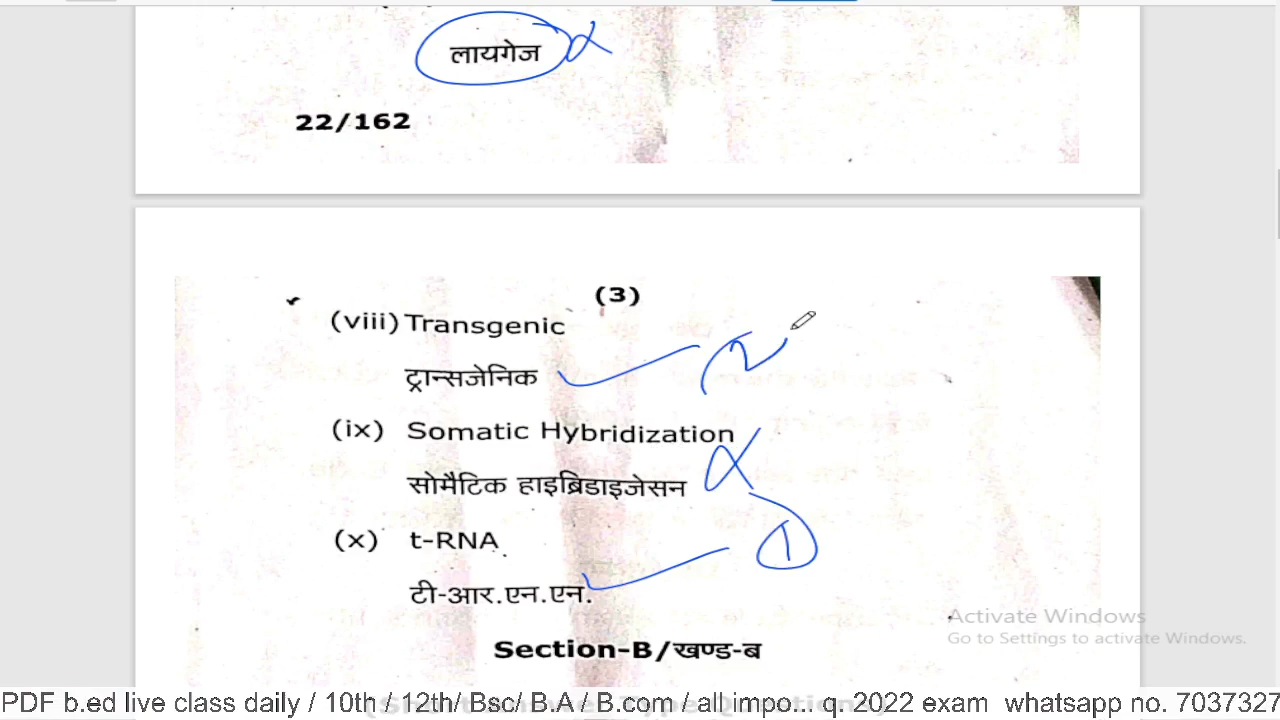 लायगेज
22/162
(3)
(viii) Transgenic
ट्रान्सजेनिक
(ix) Somatic Hybridization
सोमैटिक हाइब्रिडाइजेसन
(x) t-RNA
टी-आर.एन.एन.
1
Activate Windows
Go to Settings to activate Windows.
Section-B/खण्ड-ब
PDF b.ed live class daily / 10th / 12th/ Bsc/ B.A / B.com / all impo... q. 2022 exam whatsapp no. 7037327